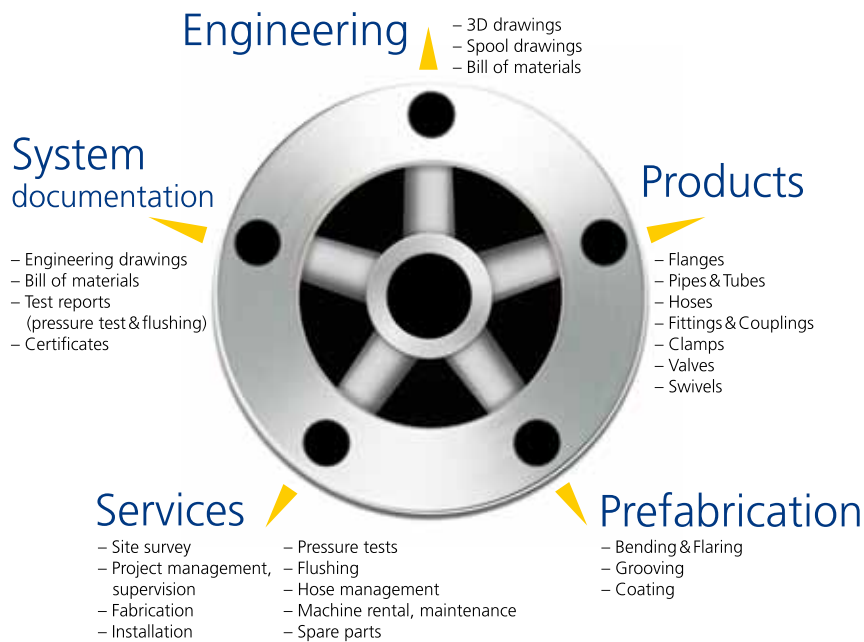 Engineering
– 3D drawings
– Spool drawings
– Bill of materials
System
documentation
– Engineering drawings
– Bill of materials
– Test reports
(pressure test & flushing)
– Certificates
Products
– Flanges
– Pipes & Tubes
– Hoses
– Fittings & Couplings
– Clamps
– Valves
– Swivels
Services
– Site survey
– Project management,
supervision
– Fabrication
– Installation
– Pressure tests
– Flushing
– Hose management
– Machine rental, maintenance
– Spare parts
Prefabrication
– Bending & Flaring
– Grooving
– Coating